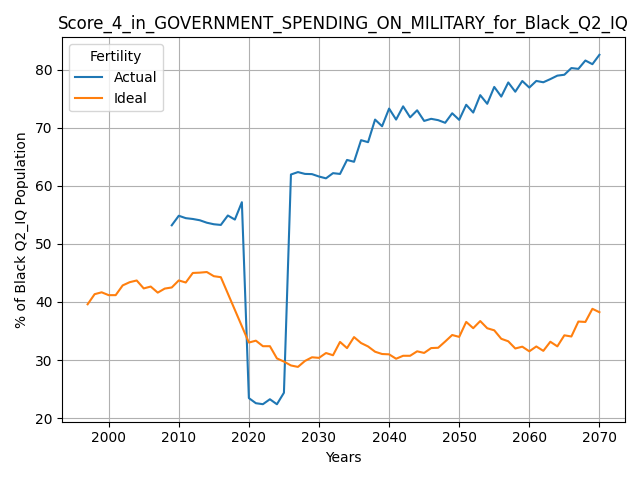 Score_4_in_GOVERNMENT_SPENDING_ON_MILITARY_for_Black_Q2_IQ
Fertility
Actual
Ideal
% of Black Q2_IQ Population
80
70
60
50
40
30
20
2000 2010 2020 2030 2040 2050 2060 2070
Years